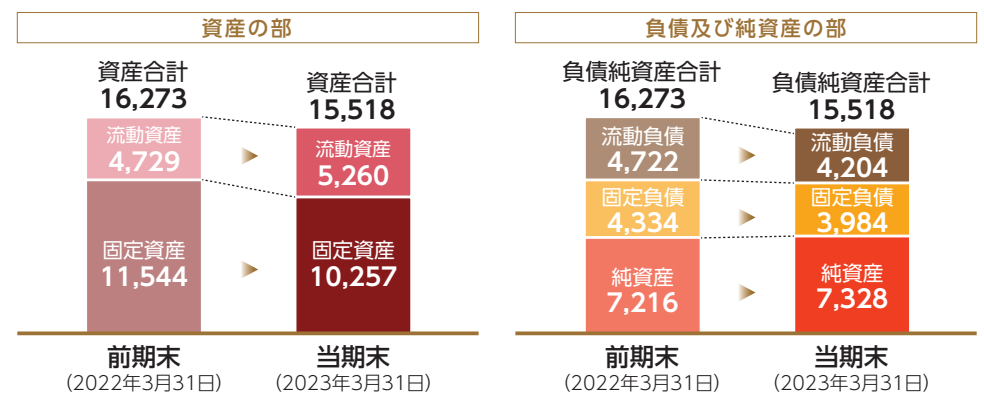 資産の部
資産合計
16,273
流動資産
4,729
固定資産
11,544
前期末
(2022年3月31日)
資産合計
15,518
流動資産
5,260
固定資産
10,257
当期末
(2023年3月31日)
負債及び純資産の部
負債純資産合計
16,273
流動負債
4,722
固定負債
4,334
純資産
7,216
前期末
(2022年3月31日)
負債純資産合計
15,518
流動負債
4,204
固定負債
3,984
純資産
7,328
当期末
(2023年3月31日)